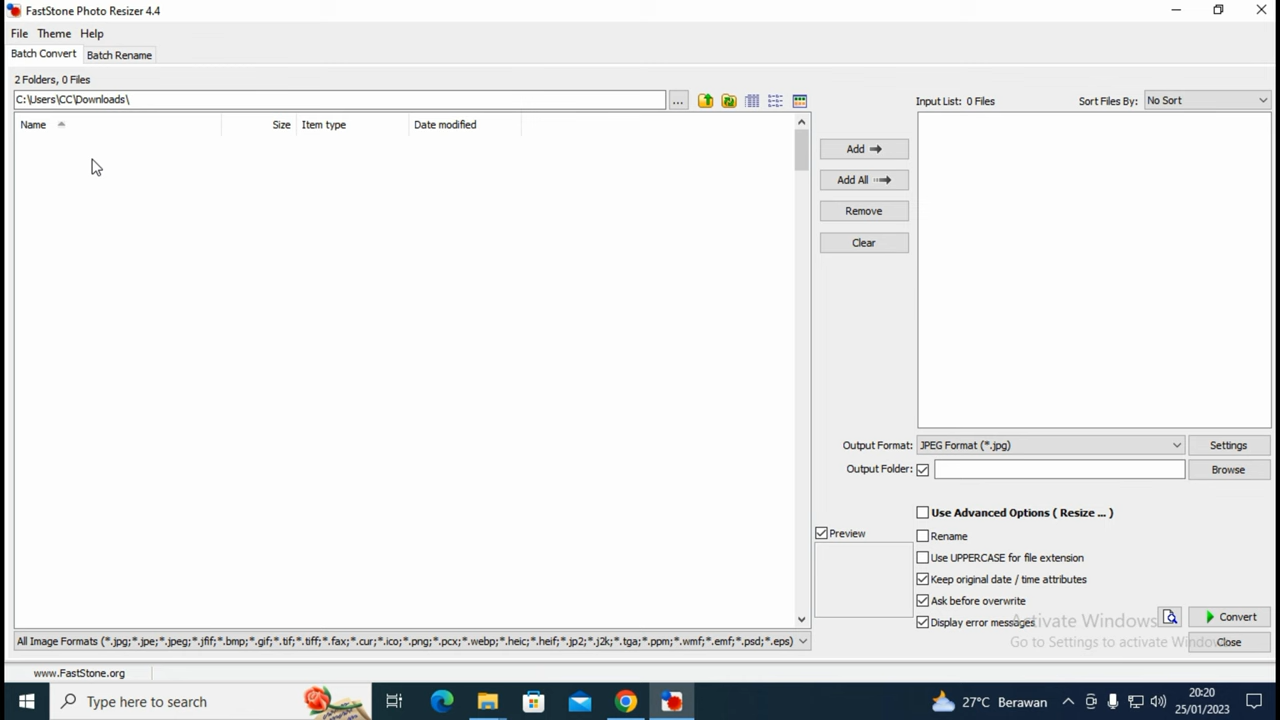 FastStone Photo Resizer 4.4
File Theme Help
Batch Convert Batch Rename
2 Folders, 0 Files
C:\Users\CC\Downloads\ ...
Input List: 0 Files Sort Files By: No Sort
Name Size Item type Date modified
Add
Add All
Remove
Clear
Output Format: JPEG Format (*.jpg) Settings
Output Folder: Browse
Use Advanced Options ( Resize ... )
Preview
Rename
Use UPPERCASE for file extension
Keep original date / time attributes
Ask before overwrite
Display error messages
Activate Windows
Go to Settings to activate Windows.
Convert
Close
All Image Formats (*.jpg;*.jpe;*.jpeg;*.jfif;*.bmp;*.gif;*.tif;*.tiff;*.fax;*.cur;*.ico;*.png;*.pcx;*.webp;*.heic;*.heif;*.jp2;*.j2k;*.tga;*.ppm;*.wmf;*.emf;*.psd;*.eps)
www.FastStone.org
Type here to search
27°C Berawan
20:20
25/01/2023